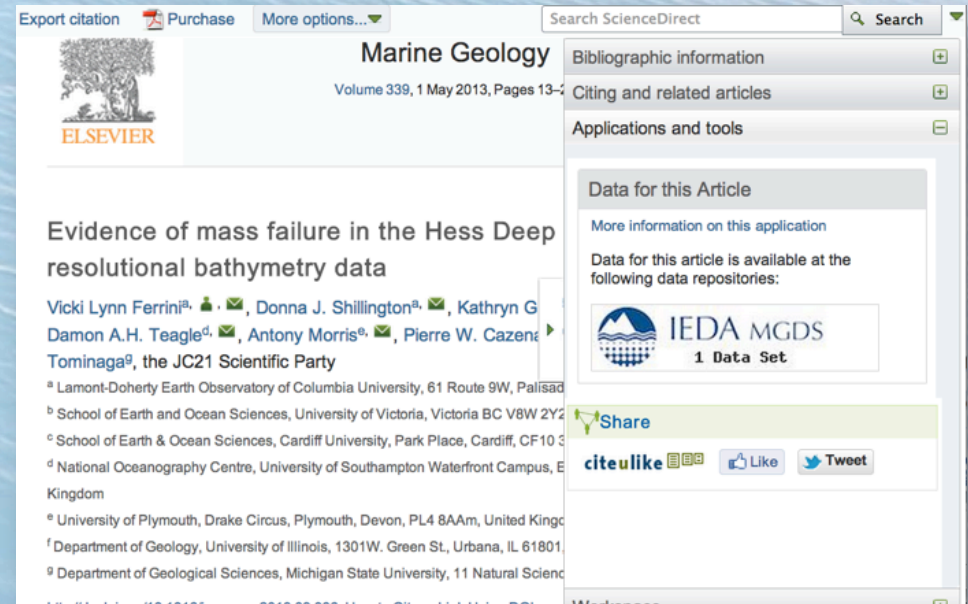 Export citation Purchase More options...
Search ScienceDirect Search
ELSEVIER
Marine Geology
Volume 339, 1 May 2013, Pages 13–
Evidence of mass failure in the Hess Deep
resolutional bathymetry data
Vicki Lynn Ferrini a, , Donna J. Shillington a, , Kathryn G
Damon A.H. Teagle d, , Antony Morris e, , Pierre W. Cazena
Tominaga g, the JC21 Scientific Party
a Lamont-Doherty Earth Observatory of Columbia University, 61 Route 9W, Palisad
b School of Earth and Ocean Sciences, University of Victoria, Victoria BC V8W 2Y2
c School of Earth & Ocean Sciences, Cardiff University, Park Place, Cardiff, CF10 3
d National Oceanography Centre, University of Southampton Waterfront Campus, E
Kingdom
e University of Plymouth, Drake Circus, Plymouth, Devon, PL4 8AAm, United Kingd
f Department of Geology, University of Illinois, 1301W. Green St., Urbana, IL 61801,
g Department of Geological Sciences, Michigan State University, 11 Natural Scienc
Bibliographic information
Citing and related articles
Applications and tools
Data for this Article
More information on this application
Data for this article is available at the
following data repositories:
IEDA MGDS
1 Data Set
Share
citeulike Like Tweet